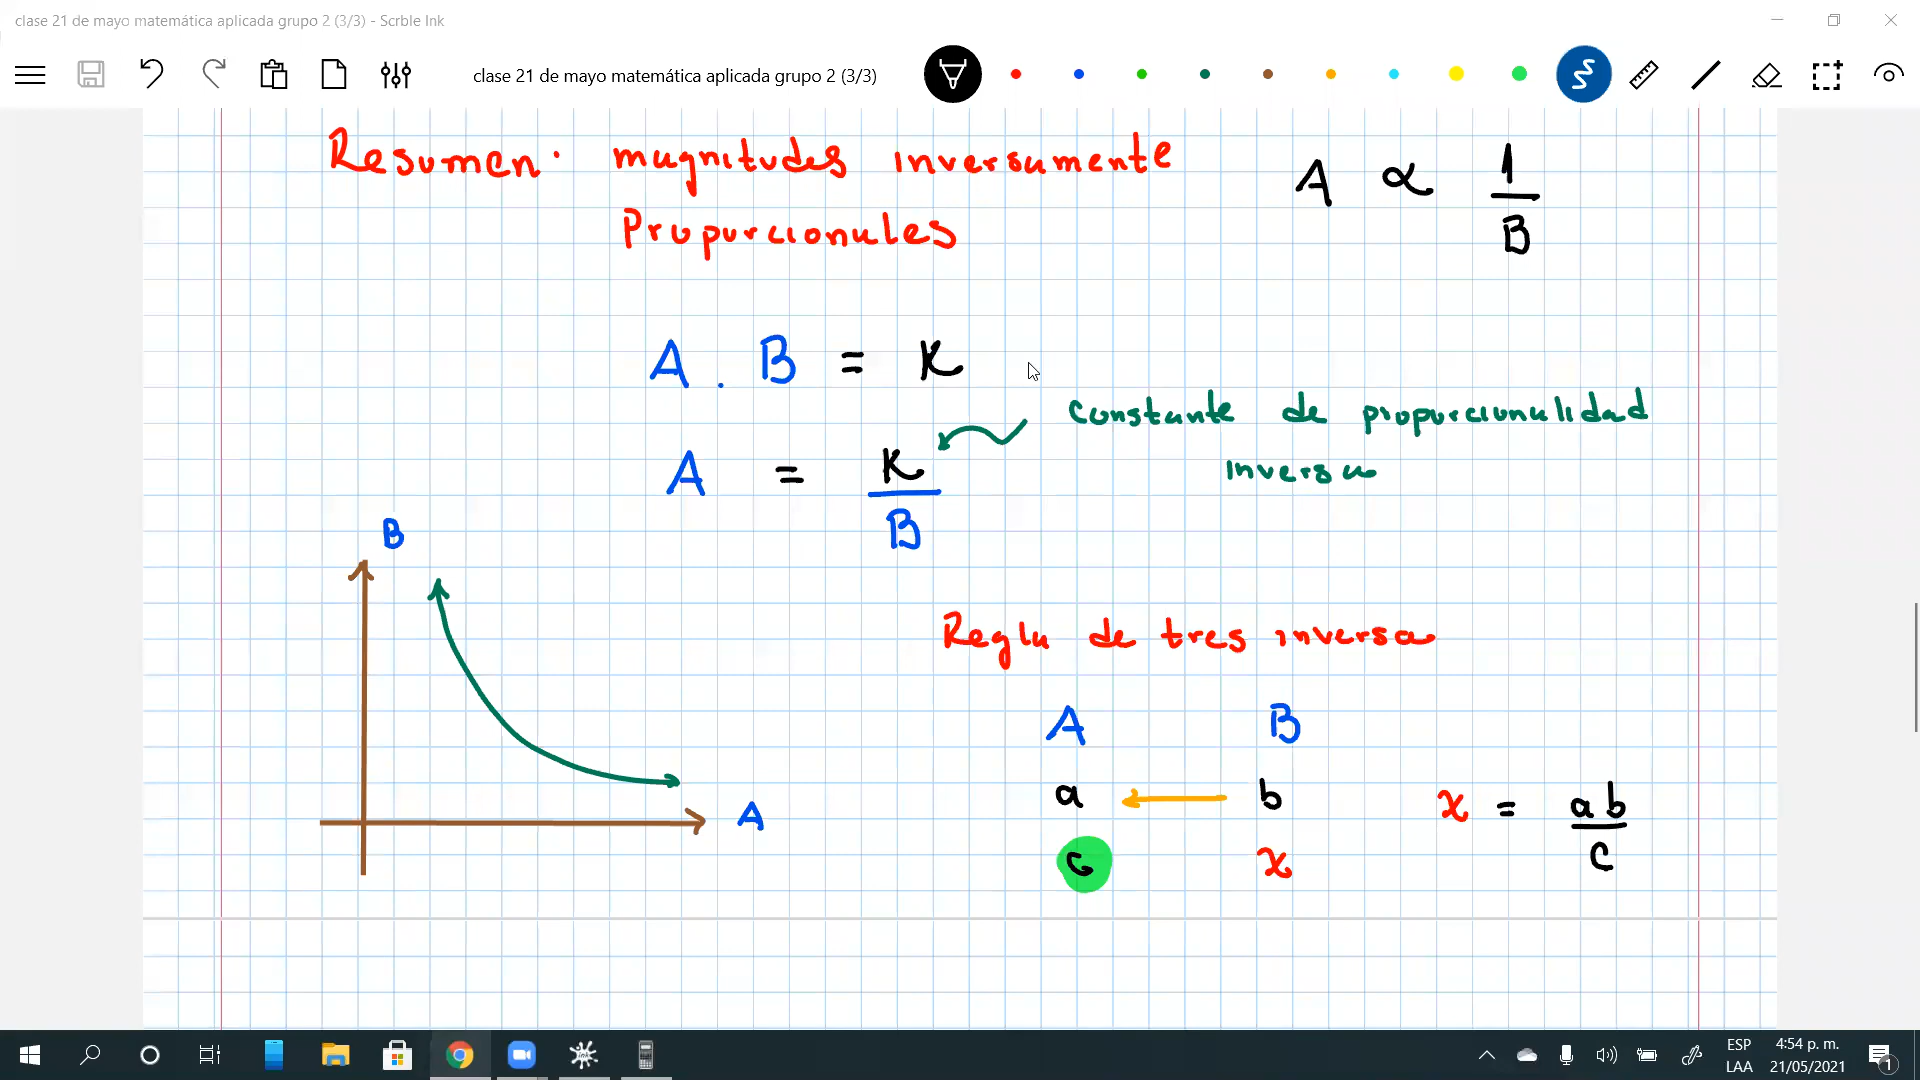 clase 21 de mayo matemática aplicada grupo 2 (3/3) - Scrble Ink
clase 21 de mayo matemática aplicada grupo 2 (3/3)
Resumen: magnitudes inversamente
Proporcionales
A ∝ 1/B
A . B = K
Constante de proporcionalidad
inversa
A = K/B
B
A
Regla de tres inversa
A B
a b
c x
x = ab/c
ESP
LAA
4:54 p. m.
21/05/2021
1